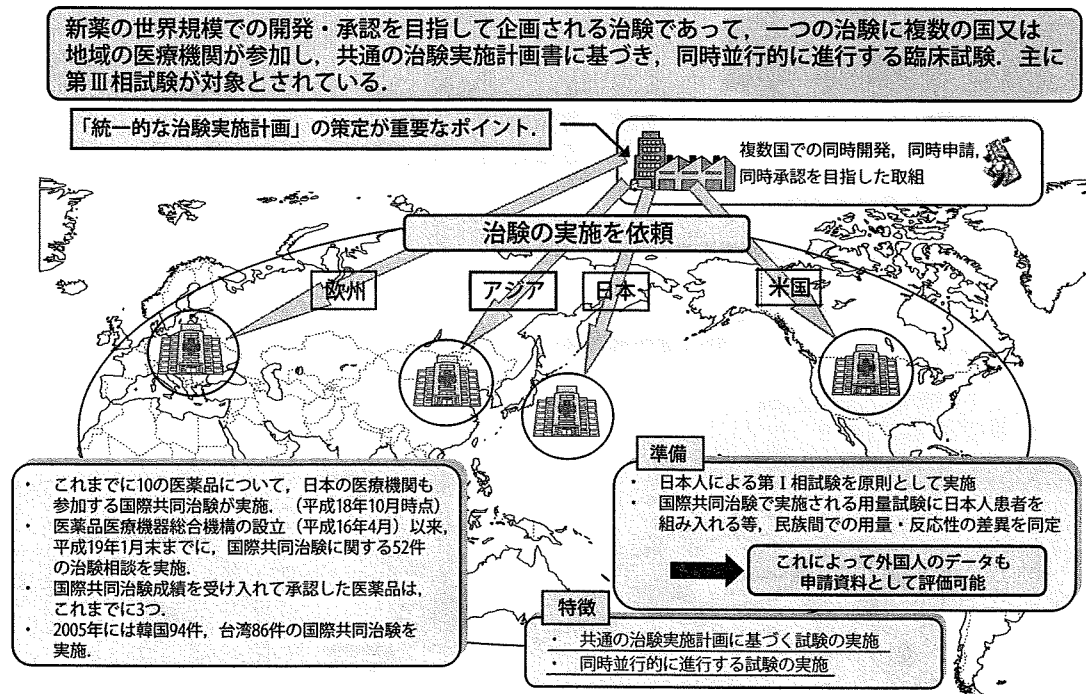 新薬の世界規模での開発・承認を目指して企画される治験であって，一つの治験に複数の国又は
地域の医療機関が参加し，共通の治験実施計画書に基づき，同時並行的に進行する臨床試験．主に
第Ⅲ相試験が対象とされている．
「統一的な治験実施計画」の策定が重要なポイント．
複数国での同時開発，同時申請，
同時承認を目指した取組
治験の実施を依頼
欧州
アジア
日本
米国
・ これまでに10の医薬品について，日本の医療機関も
参加する国際共同治験が実施．（平成18年10月時点）
・ 医薬品医療機器総合機構の設立（平成16年4月）以来，
平成19年1月末までに，国際共同治験に関する52件
の治験相談を実施．
・ 国際共同治験成績を受け入れて承認した医薬品は，
これまでに3つ．
・ 2005年には韓国94件，台湾86件の国際共同治験を
実施．
準備
・ 日本人による第Ⅰ相試験を原則として実施
・ 国際共同治験で実施される用量試験に日本人患者を
組み入れる等，民族間での用量・反応性の差異を同定
これによって外国人のデータも
申請資料として評価可能
特徴
・ 共通の治験実施計画に基づく試験の実施
・ 同時並行的に進行する試験の実施